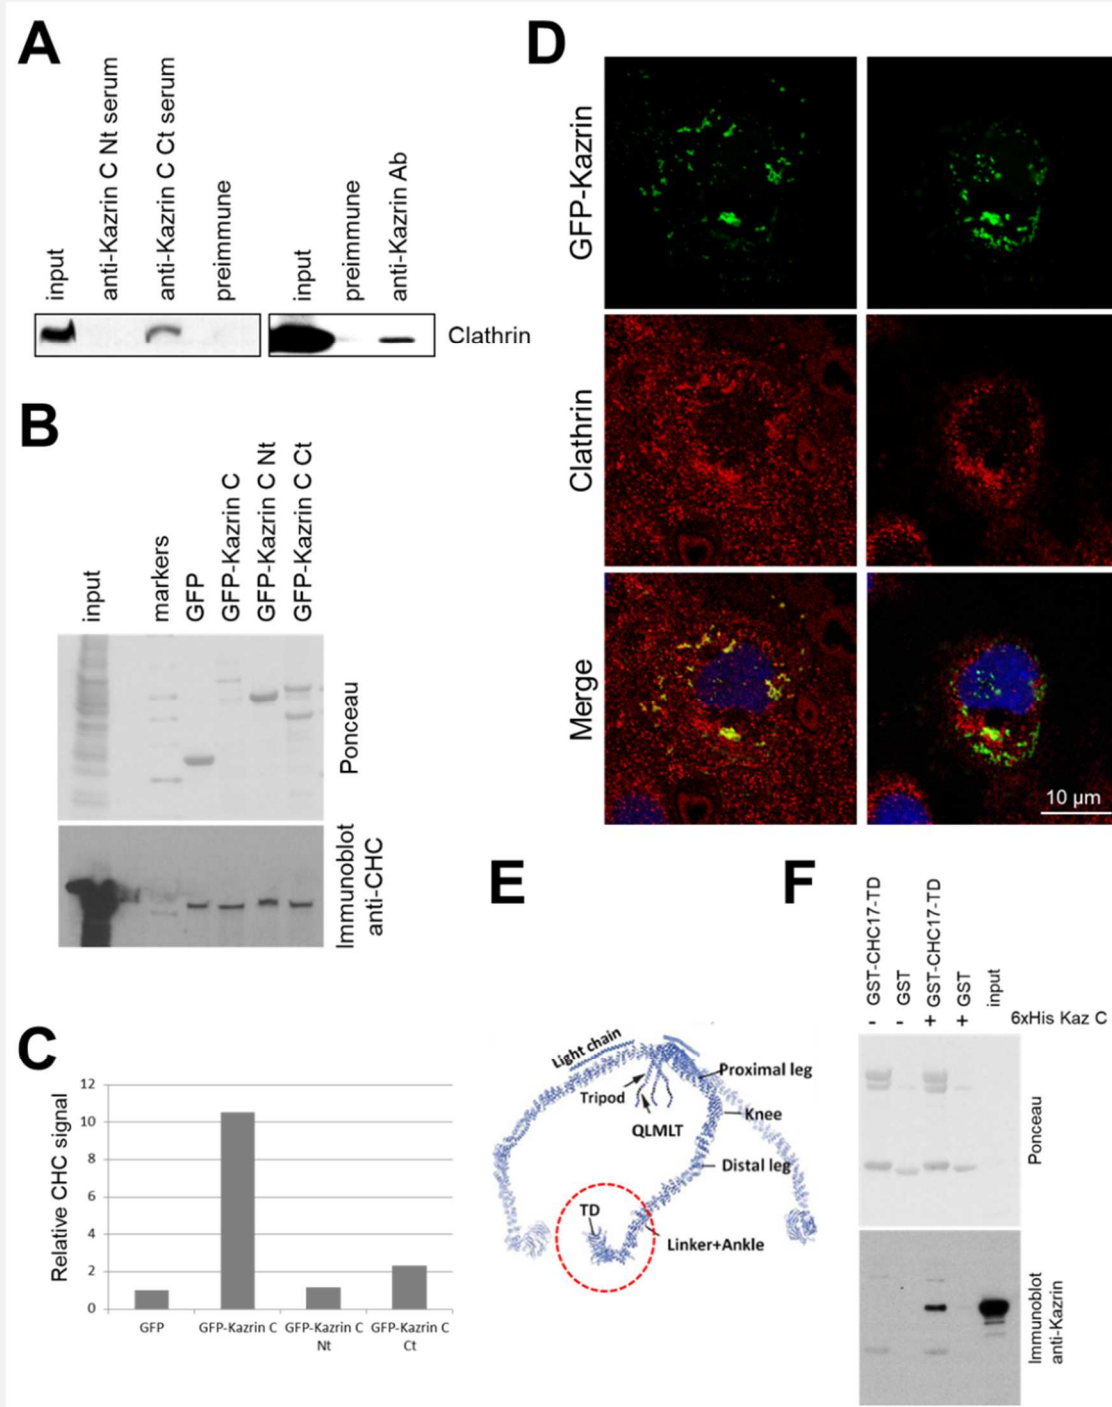 A
input
anti-Kazrin C Nt serum
anti-Kazrin C Ct serum
preimmune
input
preimmune
anti-Kazrin Ab
Clathrin
B
input
markers
GFP
GFP-Kazrin C
GFP-Kazrin C Nt
GFP-Kazrin C Ct
Ponceau
Immunoblot
anti-CHC
C
Relative CHC signal
12
10
8
6
4
2
0
GFP
GFP-Kazrin C
GFP-Kazrin C
Nt
GFP-Kazrin C
Ct
D
GFP-Kazrin
Clathrin
Merge
10 µm
E
Light chain
Proximal leg
Tripod
Knee
QLMLT
Distal leg
TD
Linker+Ankle
F
GST-CHC17-TD
GST
GST-CHC17-TD
GST
input
- - + + 6xHis Kaz C
Ponceau
Immunoblot
anti-Kazrin